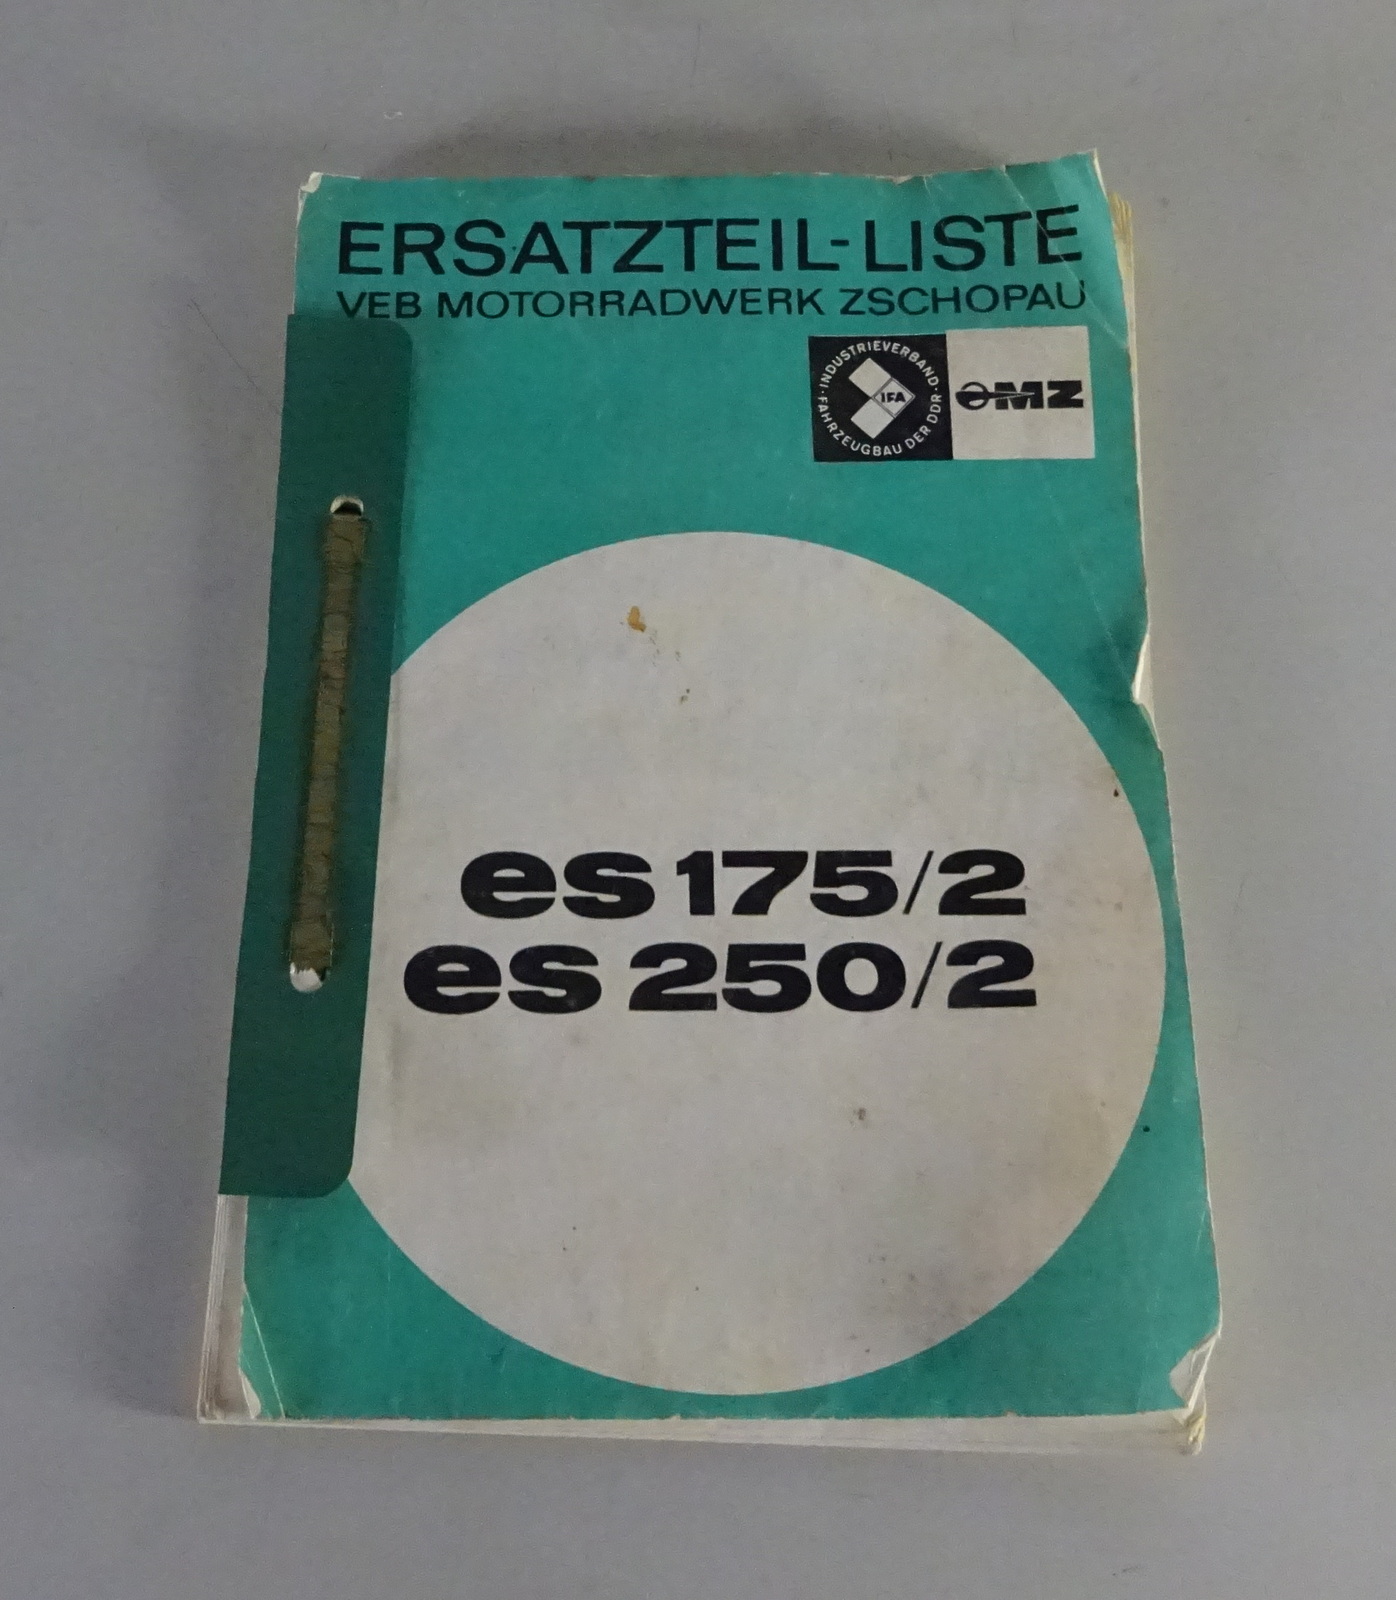 ERSATZTEIL-LISTE
VEB MOTORRADWERK ZSCHOPAU
INDUSTRIEVERBAND
FAHRZEUGBAU DER DDR
IFA
MZ
es 175/2
es 250/2